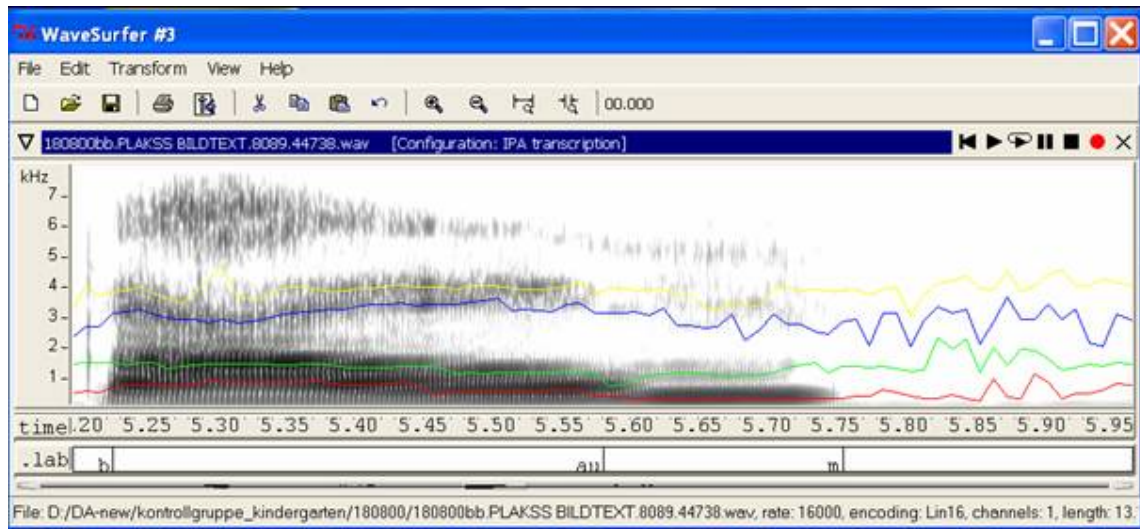 WaveSurfer #3
File Edit Transform View Help
00.000
180800bb.PLAKSS BILDTEXT.8089.44738.wav [Configuration: IPA transcription]
kHz
7
6
5
4
3
2
1
time .20 5.25 5.30 5.35 5.40 5.45 5.50 5.55 5.60 5.65 5.70 5.75 5.80 5.85 5.90 5.95
.lab b au m
File: D:/DA-new/kontrollgruppe_kindergarten/180800/180800bb.PLAKSS BILDTEXT.8089.44738.wav, rate: 16000, encoding: Lin16, channels: 1, length: 13.